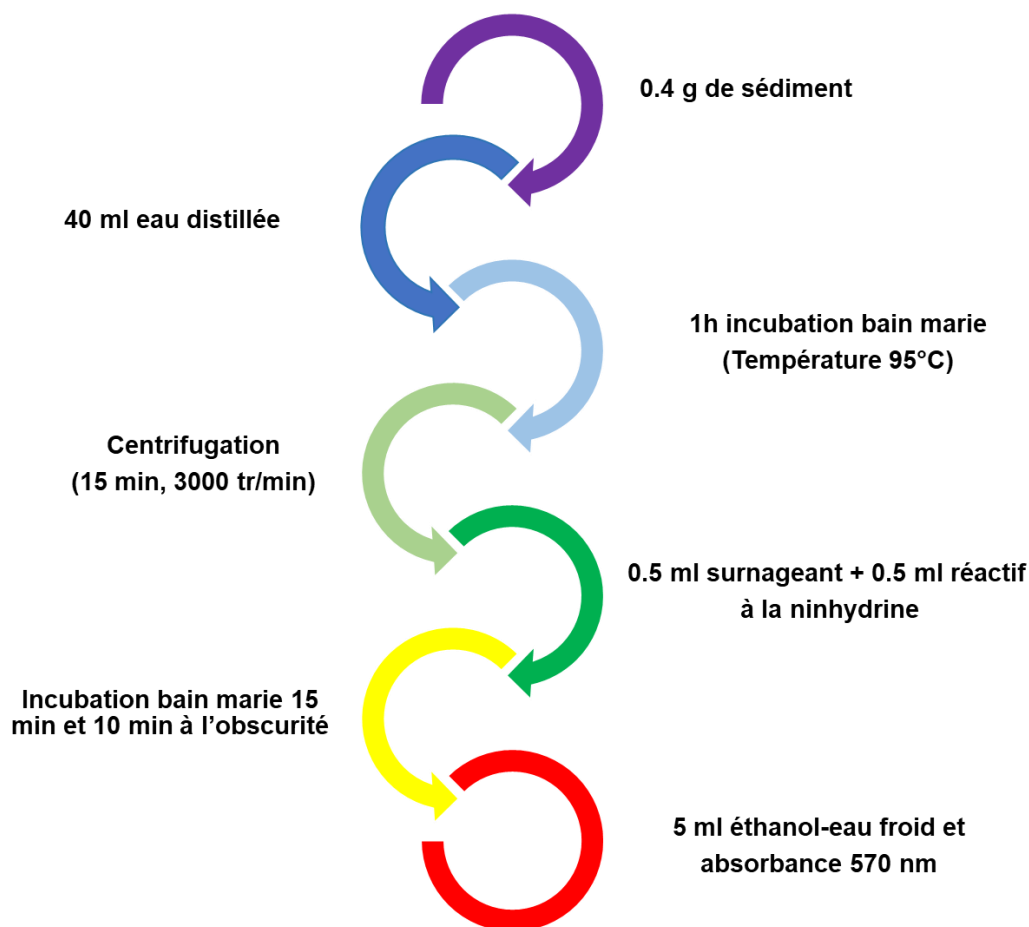 0.4 g de sédiment
40 ml eau distillée
1h incubation bain marie
(Température 95°C)
Centrifugation
(15 min, 3000 tr/min)
0.5 ml surnageant + 0.5 ml réactif
à la ninhydrine
Incubation bain marie 15
min et 10 min à l'obscurité
5 ml éthanol-eau froid et
absorbance 570 nm